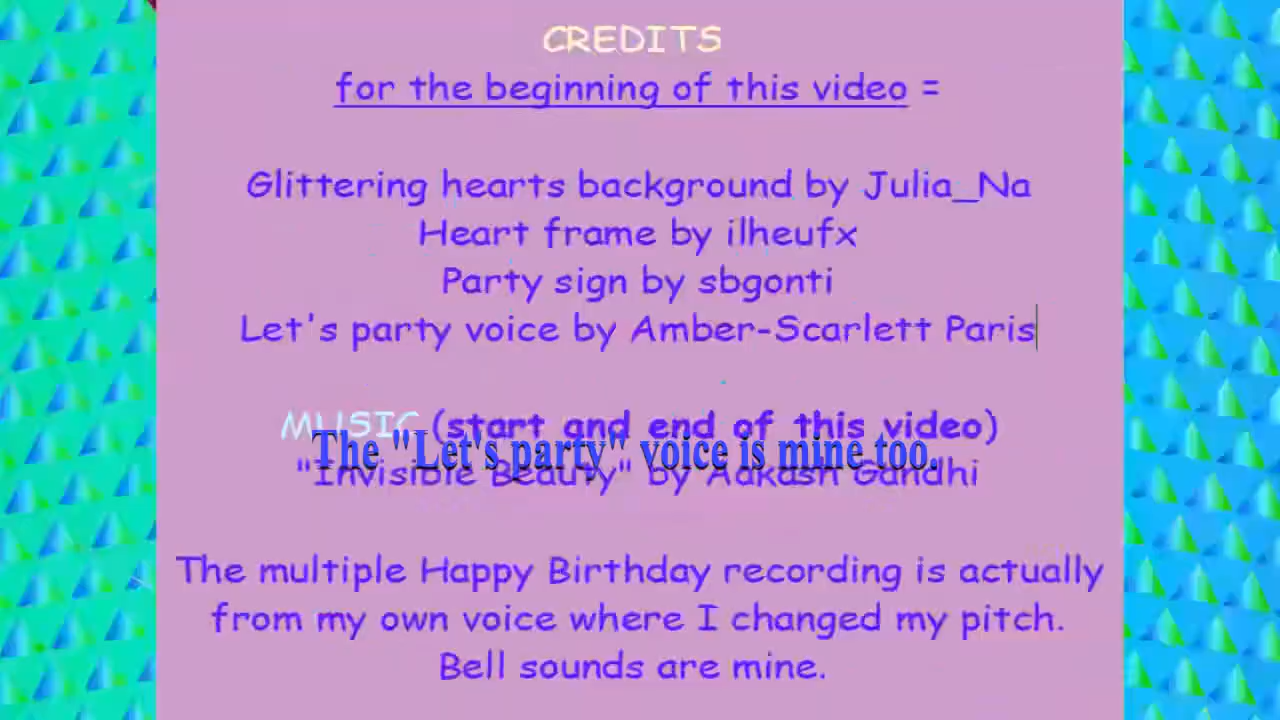 CREDITS
for the beginning of this video =
Glittering hearts background by Julia_Na
Heart frame by ilheufx
Party sign by sbgonti
Let's party voice by Amber-Scarlett Paris
MUSIC (start and end of this video)
The "Let's party" voice is mine too.
"Invisible Beauty" by Aakash Gandhi
The multiple Happy Birthday recording is actually
from my own voice where I changed my pitch.
Bell sounds are mine.